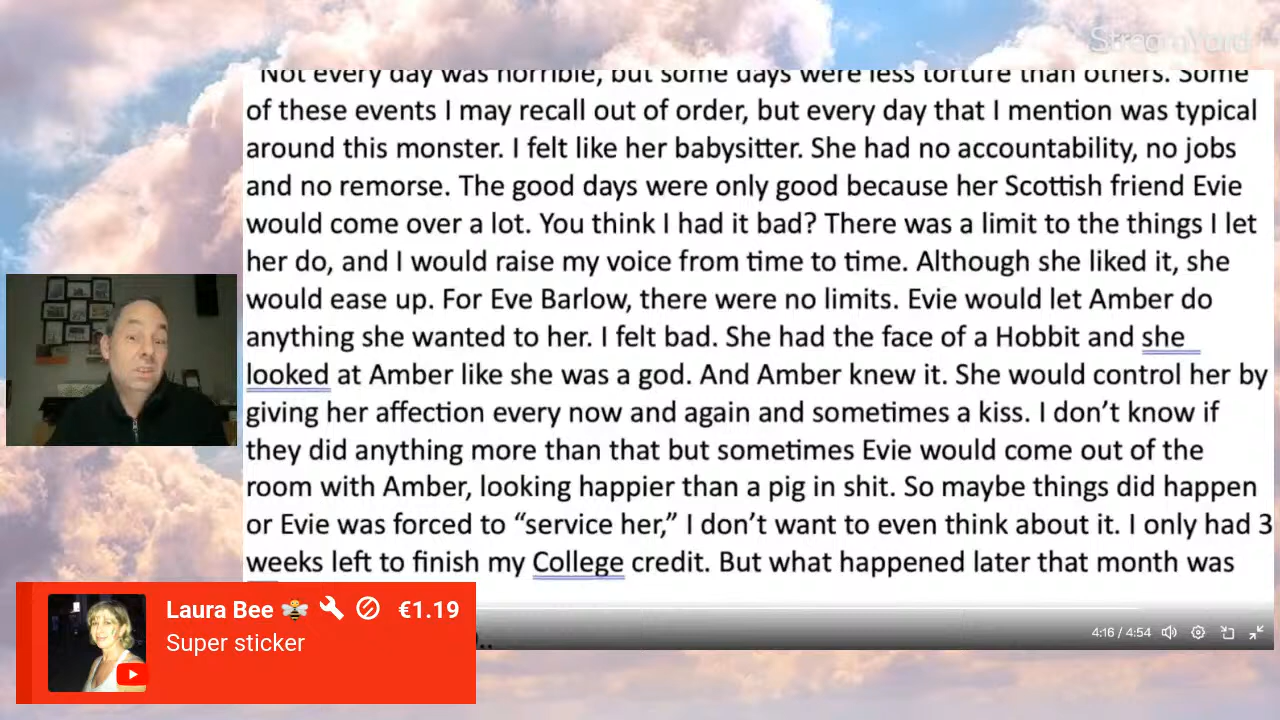 StreamYard
"Not every day was horrible, but some days were less torture than others. Some
of these events I may recall out of order, but every day that I mention was typical
around this monster. I felt like her babysitter. She had no accountability, no jobs
and no remorse. The good days were only good because her Scottish friend Evie
would come over a lot. You think I had it bad? There was a limit to the things I let
her do, and I would raise my voice from time to time. Although she liked it, she
would ease up. For Eve Barlow, there were no limits. Evie would let Amber do
anything she wanted to her. I felt bad. She had the face of a Hobbit and she
looked at Amber like she was a god. And Amber knew it. She would control her by
giving her affection every now and again and sometimes a kiss. I don't know if
they did anything more than that but sometimes Evie would come out of the
room with Amber, looking happier than a pig in shit. So maybe things did happen
or Evie was forced to "service her," I don't want to even think about it. I only had 3
weeks left to finish my College credit. But what happened later that month was
Laura Bee €1.19
Super sticker
4:16 / 4:54